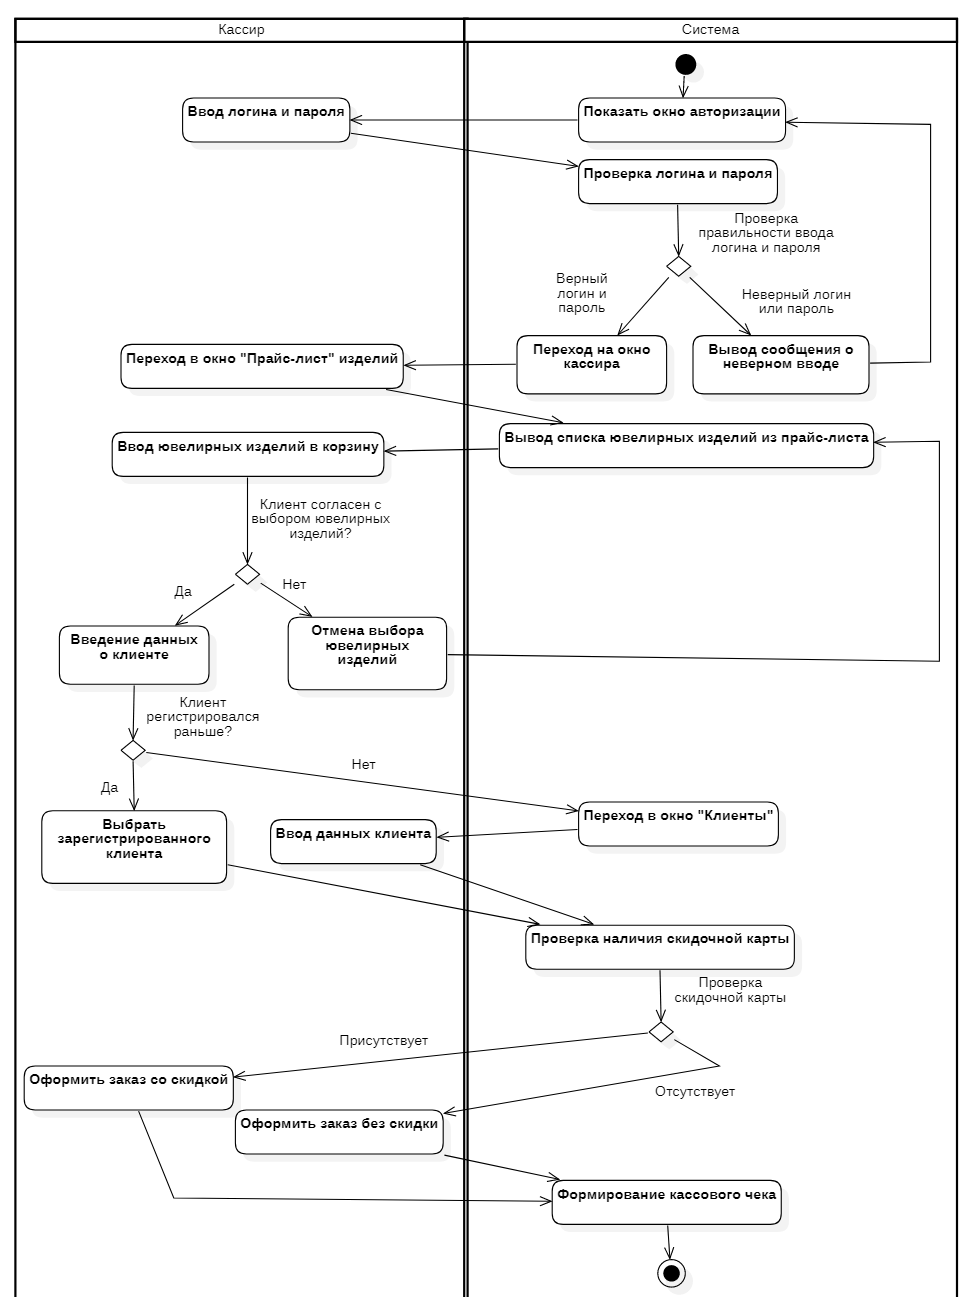 Кассир
Система
Ввод логина и пароля
Показать окно авторизации
Проверка логина и пароля
Проверка
правильности ввода
логина и пароля
Верный
логин и
пароль
Неверный логин
или пароль
Переход в окно "Прайс-лист" изделий
Переход на окно
кассира
Вывод сообщения о
неверном вводе
Ввод ювелирных изделий в корзину
Вывод списка ювелирных изделий из прайс-листа
Клиент согласен с
выбором ювелирных
изделий?
Да
Нет
Введение данных
о клиенте
Отмена выбора
ювелирных
изделий
Клиент
регистрировался
раньше?
Нет
Да
Выбрать
зарегистрированного
клиента
Ввод данных клиента
Переход в окно "Клиенты"
Проверка наличия скидочной карты
Проверка
скидочной карты
Присутствует
Отсутствует
Оформить заказ со скидкой
Оформить заказ без скидки
Формирование кассового чека